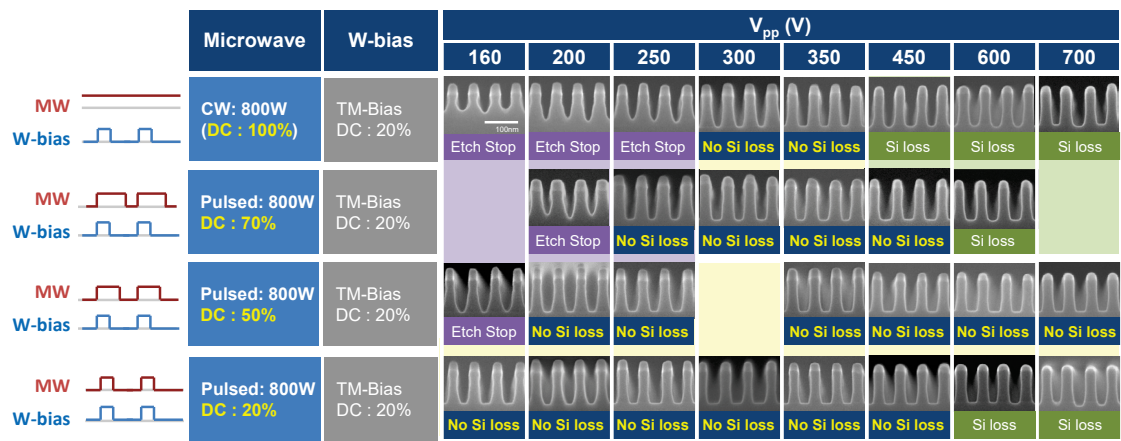 Microwave W-bias Vpp (V)
160 200 250 300 350 450 600 700
MW
W-bias
CW: 800W
(DC : 100%)
TM-Bias
DC : 20%
100nm
Etch Stop Etch Stop Etch Stop No Si loss No Si loss Si loss Si loss Si loss
MW
W-bias
Pulsed: 800W
DC : 70%
TM-Bias
DC : 20%
Etch Stop No Si loss No Si loss No Si loss No Si loss Si loss
MW
W-bias
Pulsed: 800W
DC : 50%
TM-Bias
DC : 20%
Etch Stop No Si loss No Si loss No Si loss No Si loss No Si loss No Si loss
MW
W-bias
Pulsed: 800W
DC : 20%
TM-Bias
DC : 20%
No Si loss No Si loss No Si loss No Si loss No Si loss No Si loss Si loss Si loss